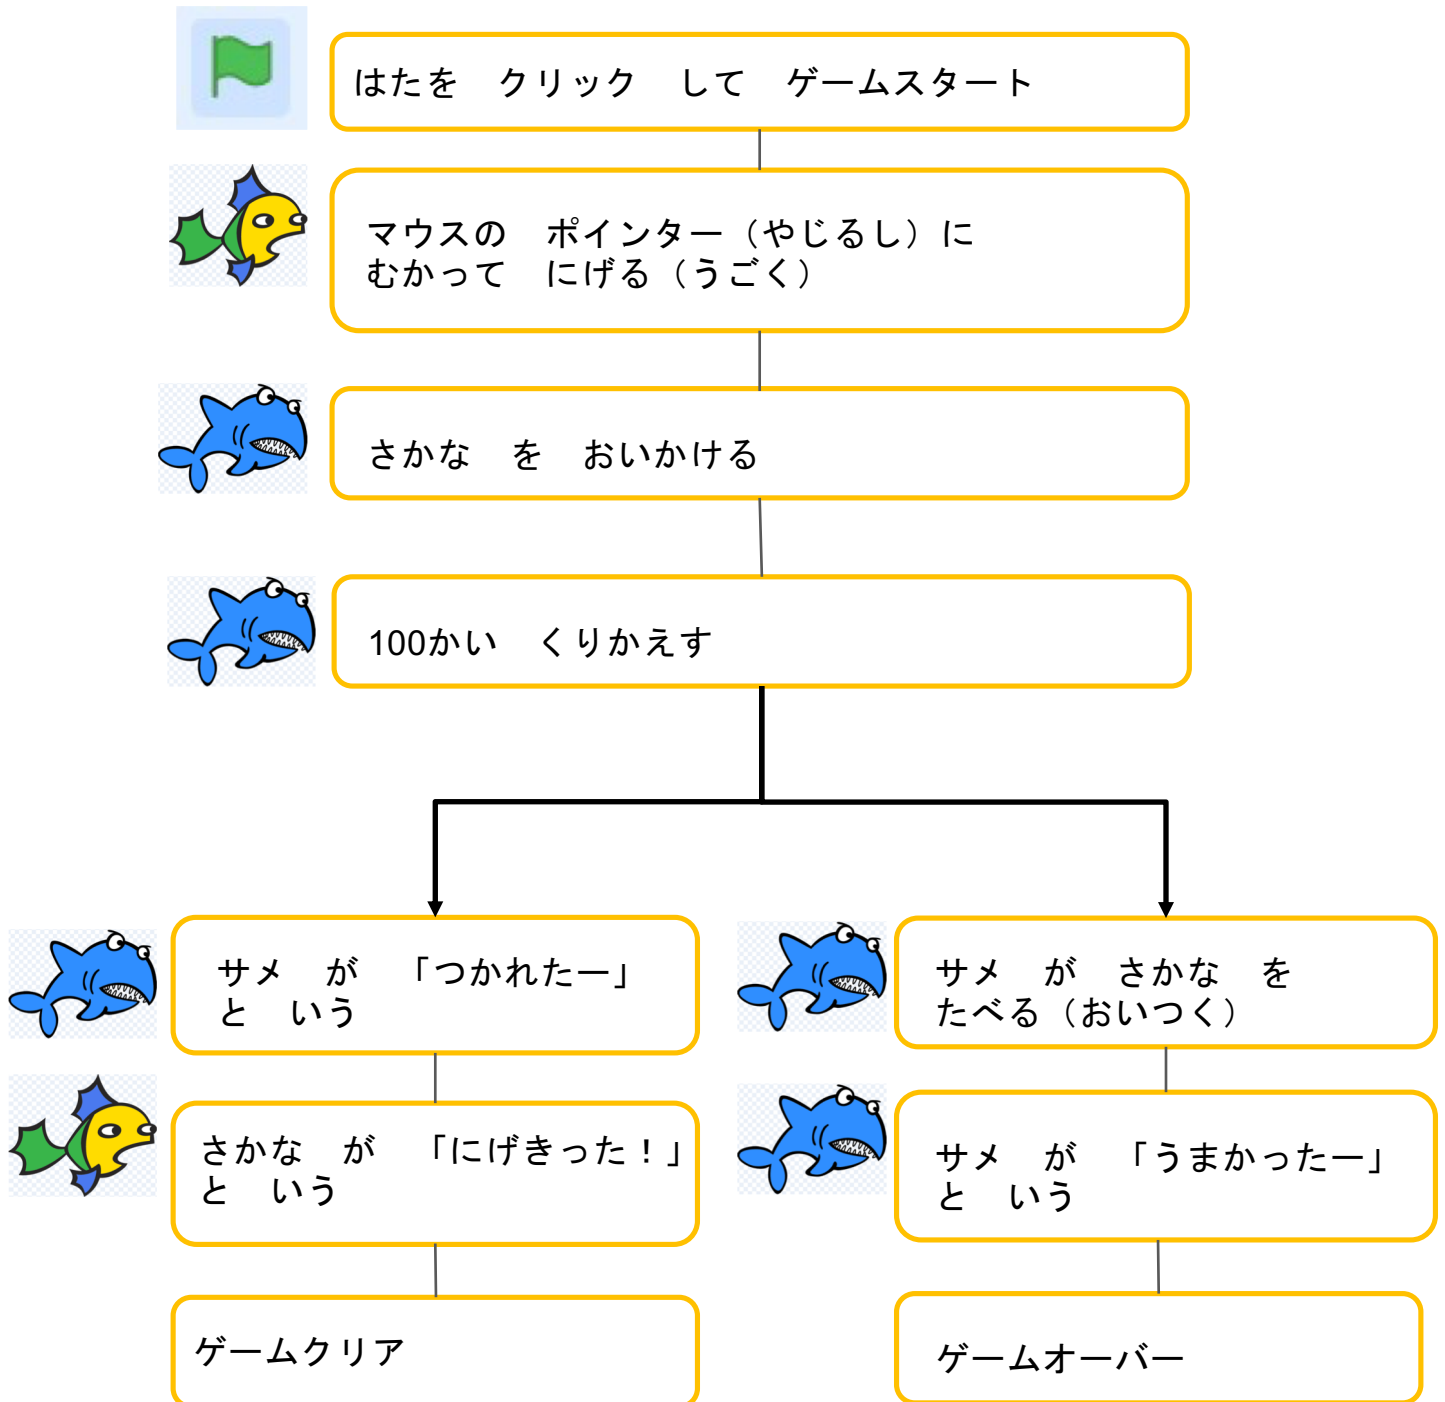 はたを　クリック　して　ゲームスタート
マウスの　ポインター（やじるし）に
むかって　にげる（うごく）
さかな　を　おいかける
100かい　くりかえす
サメ　が　「つかれたー」
と　いう
さかな　が　「にげきった！」
と　いう
ゲームクリア
サメ　が　さかな　を
たべる（おいつく）
サメ　が　「うまかったー」
と　いう
ゲームオーバー